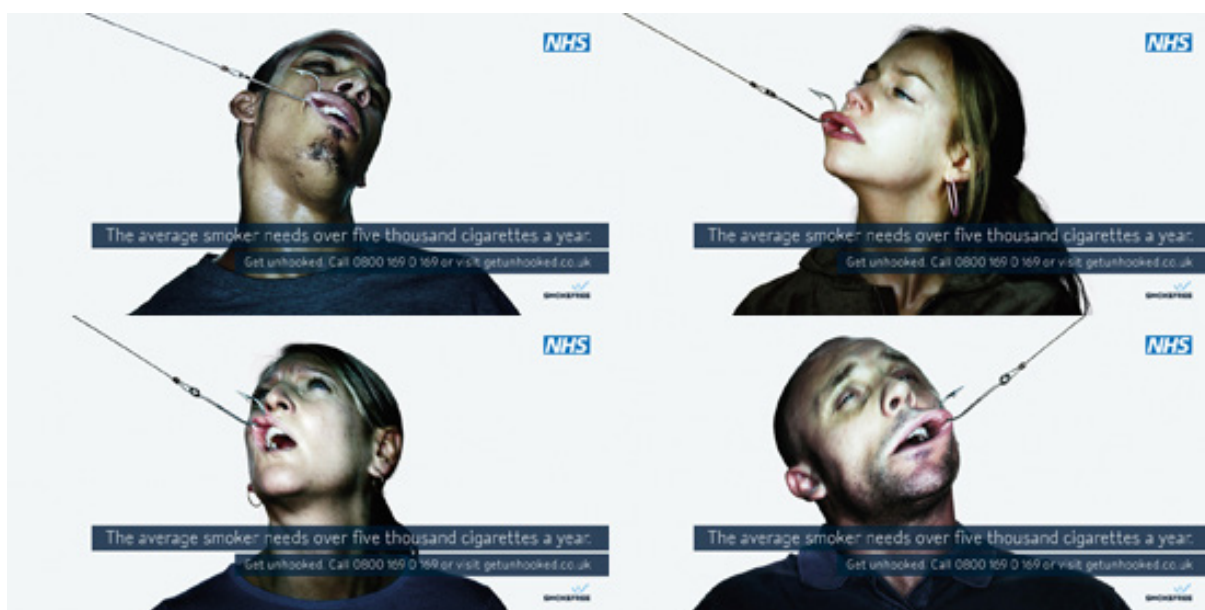 NHS
The average smoker needs over five thousand cigarettes a year.
Get unhooked. Call 0800 169 0 169 or visit getunhooked.co.uk
SMOKEFREE
NHS
The average smoker needs over five thousand cigarettes a year.
Get unhooked. Call 0800 169 0 169 or visit getunhooked.co.uk
SMOKEFREE
NHS
The average smoker needs over five thousand cigarettes a year.
Get unhooked. Call 0800 169 0 169 or visit getunhooked.co.uk
SMOKEFREE
NHS
The average smoker needs over five thousand cigarettes a year.
Get unhooked. Call 0800 169 0 169 or visit getunhooked.co.uk
SMOKEFREE